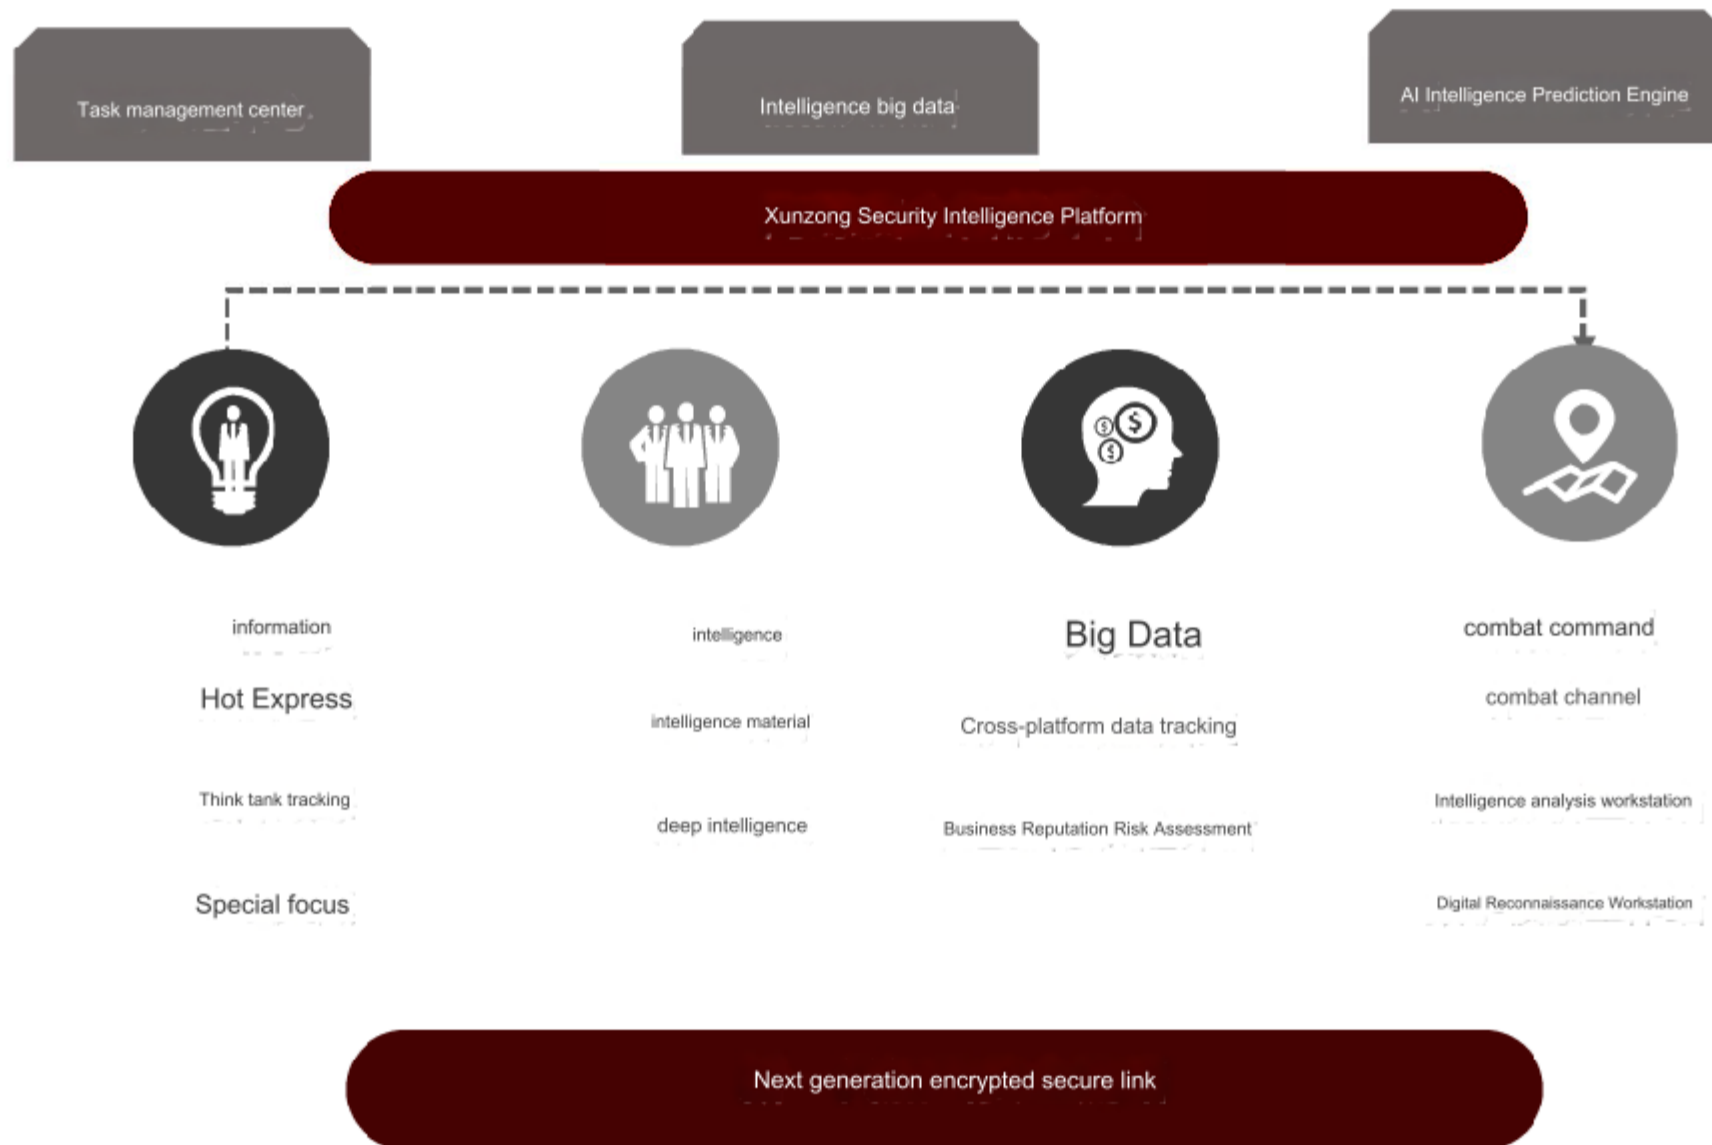 Task management center
Intelligence big data
AI Intelligence Prediction Engine
Xunzong Security Intelligence Platform
information
Hot Express
Think tank tracking
Special focus
intelligence
intelligence material
deep intelligence
Big Data
Cross-platform data tracking
Business Reputation Risk Assessment
combat command
combat channel
Intelligence analysis workstation
Digital Reconnaissance Workstation
Next generation encrypted secure link